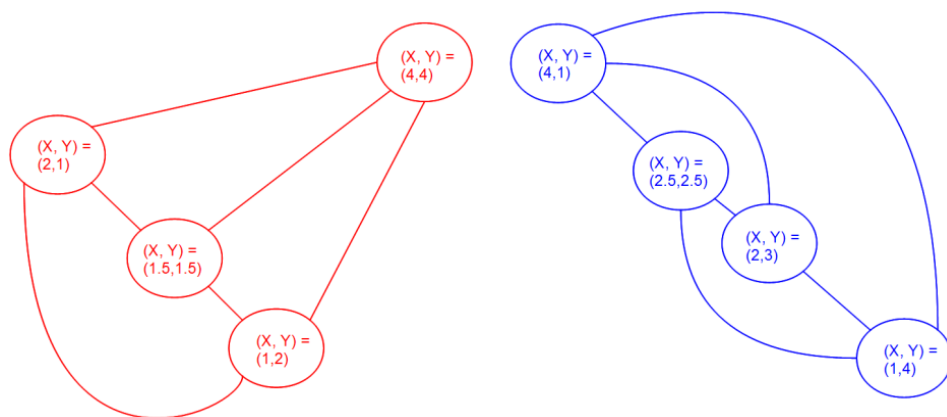 (X, Y) =
(4,4)
(X, Y) =
(2,1)
(X, Y) =
(1.5,1.5)
(X, Y) =
(1,2)
(X, Y) =
(4,1)
(X, Y) =
(2.5,2.5)
(X, Y) =
(2,3)
(X, Y) =
(1,4)